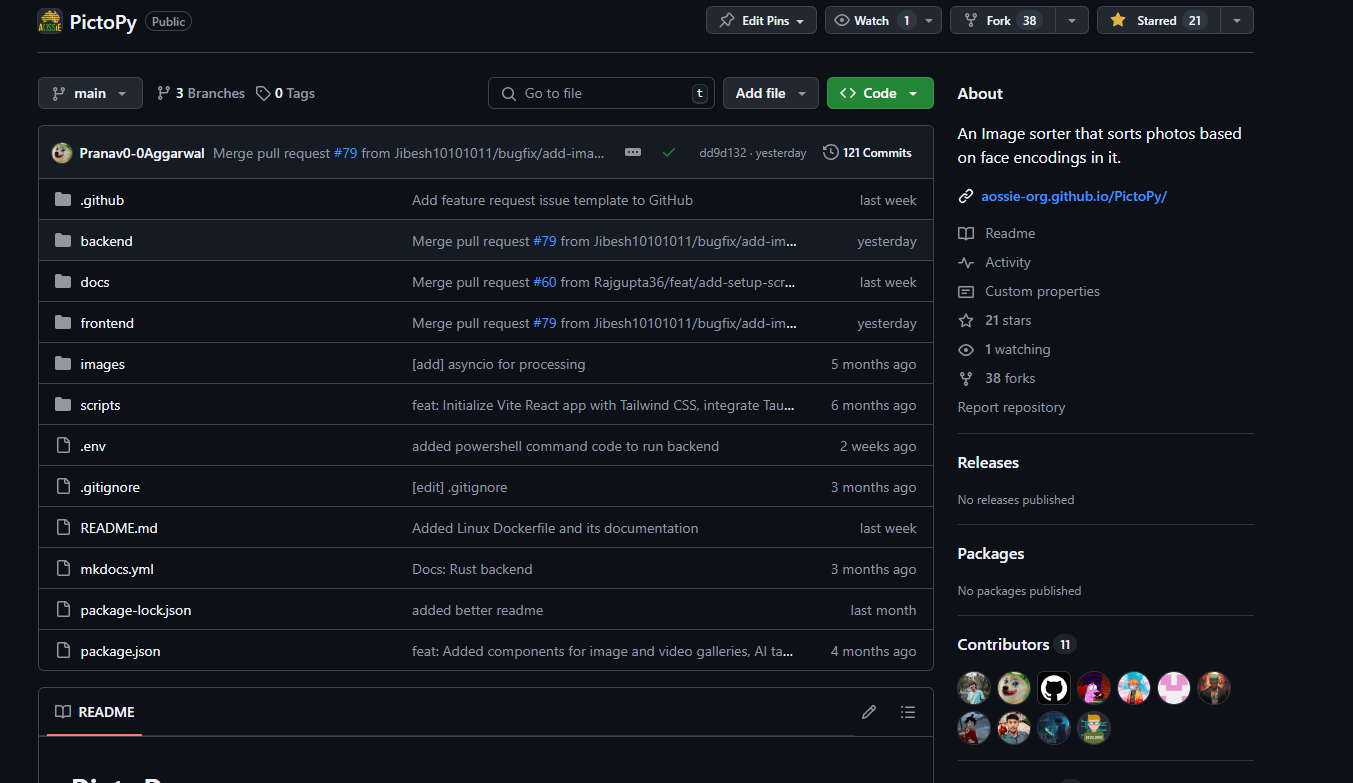 PictoPy Public Edit Pins Watch 1 Fork 38 Starred 21
main 3 Branches 0 Tags Go to file t Add file Code
Pranav0-0Aggarwal Merge pull request #79 from Jibesh10101011/bugfix/add-ima... dd9d132 · yesterday 121 Commits
.github Add feature request issue template to GitHub last week
backend Merge pull request #79 from Jibesh10101011/bugfix/add-im... yesterday
docs Merge pull request #60 from Rajgupta36/feat/add-setup-scr... last week
frontend Merge pull request #79 from Jibesh10101011/bugfix/add-im... yesterday
images [add] asyncio for processing 5 months ago
scripts feat: Initialize Vite React app with Tailwind CSS, integrate Tau... 6 months ago
.env added powershell command code to run backend 2 weeks ago
.gitignore [edit] .gitignore 3 months ago
README.md Added Linux Dockerfile and its documentation last week
mkdocs.yml Docs: Rust backend 3 months ago
package-lock.json added better readme last month
package.json feat: Added components for image and video galleries, AI ta... 4 months ago
README
About
An Image sorter that sorts photos based
on face encodings in it.
aossie-org.github.io/PictoPy/
Readme
Activity
Custom properties
21 stars
1 watching
38 forks
Report repository
Releases
No releases published
Packages
No packages published
Contributors 11